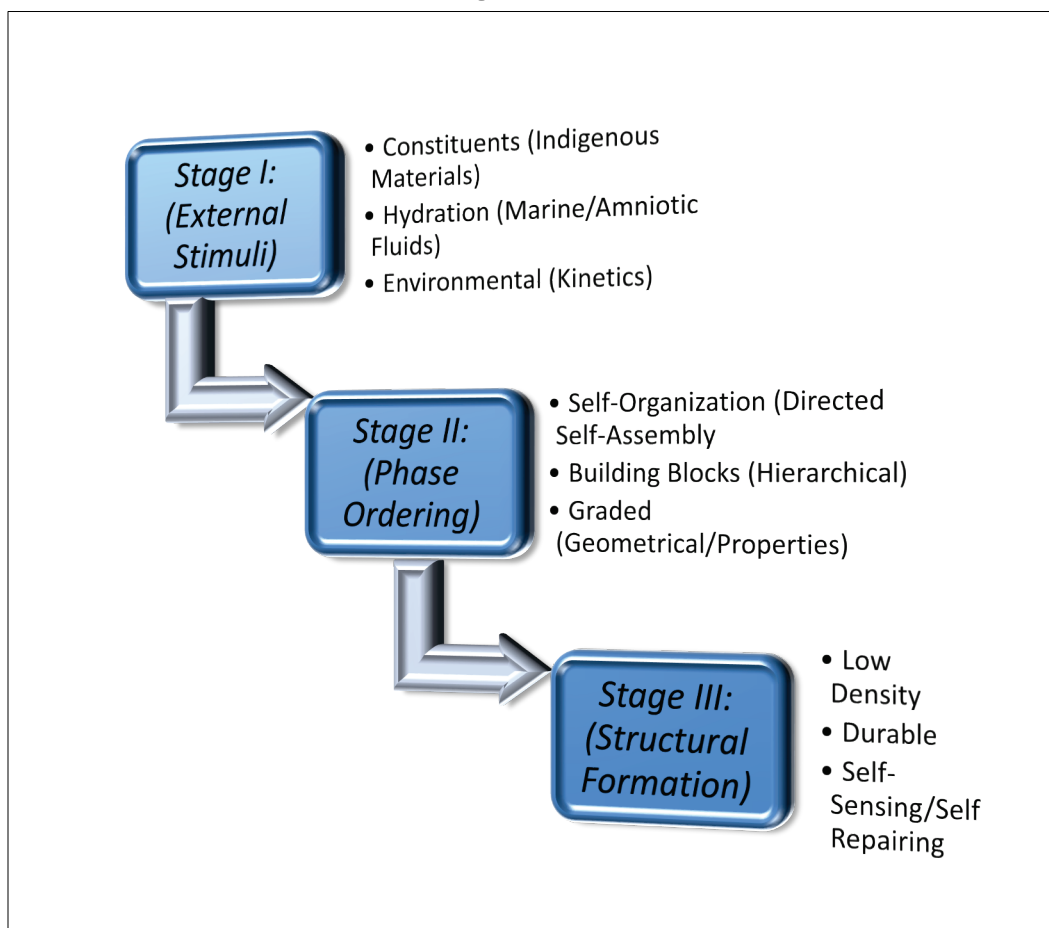 Stage I:
(External
Stimuli)
• Constituents (Indigenous
Materials)
• Hydration (Marine/Amniotic
Fluids)
• Environmental (Kinetics)
Stage II:
(Phase
Ordering)
• Self-Organization (Directed
Self-Assembly
• Building Blocks (Hierarchical)
• Graded
(Geometrical/Properties)
Stage III:
(Structural
Formation)
• Low
Density
• Durable
• Self-
Sensing/Self
Repairing